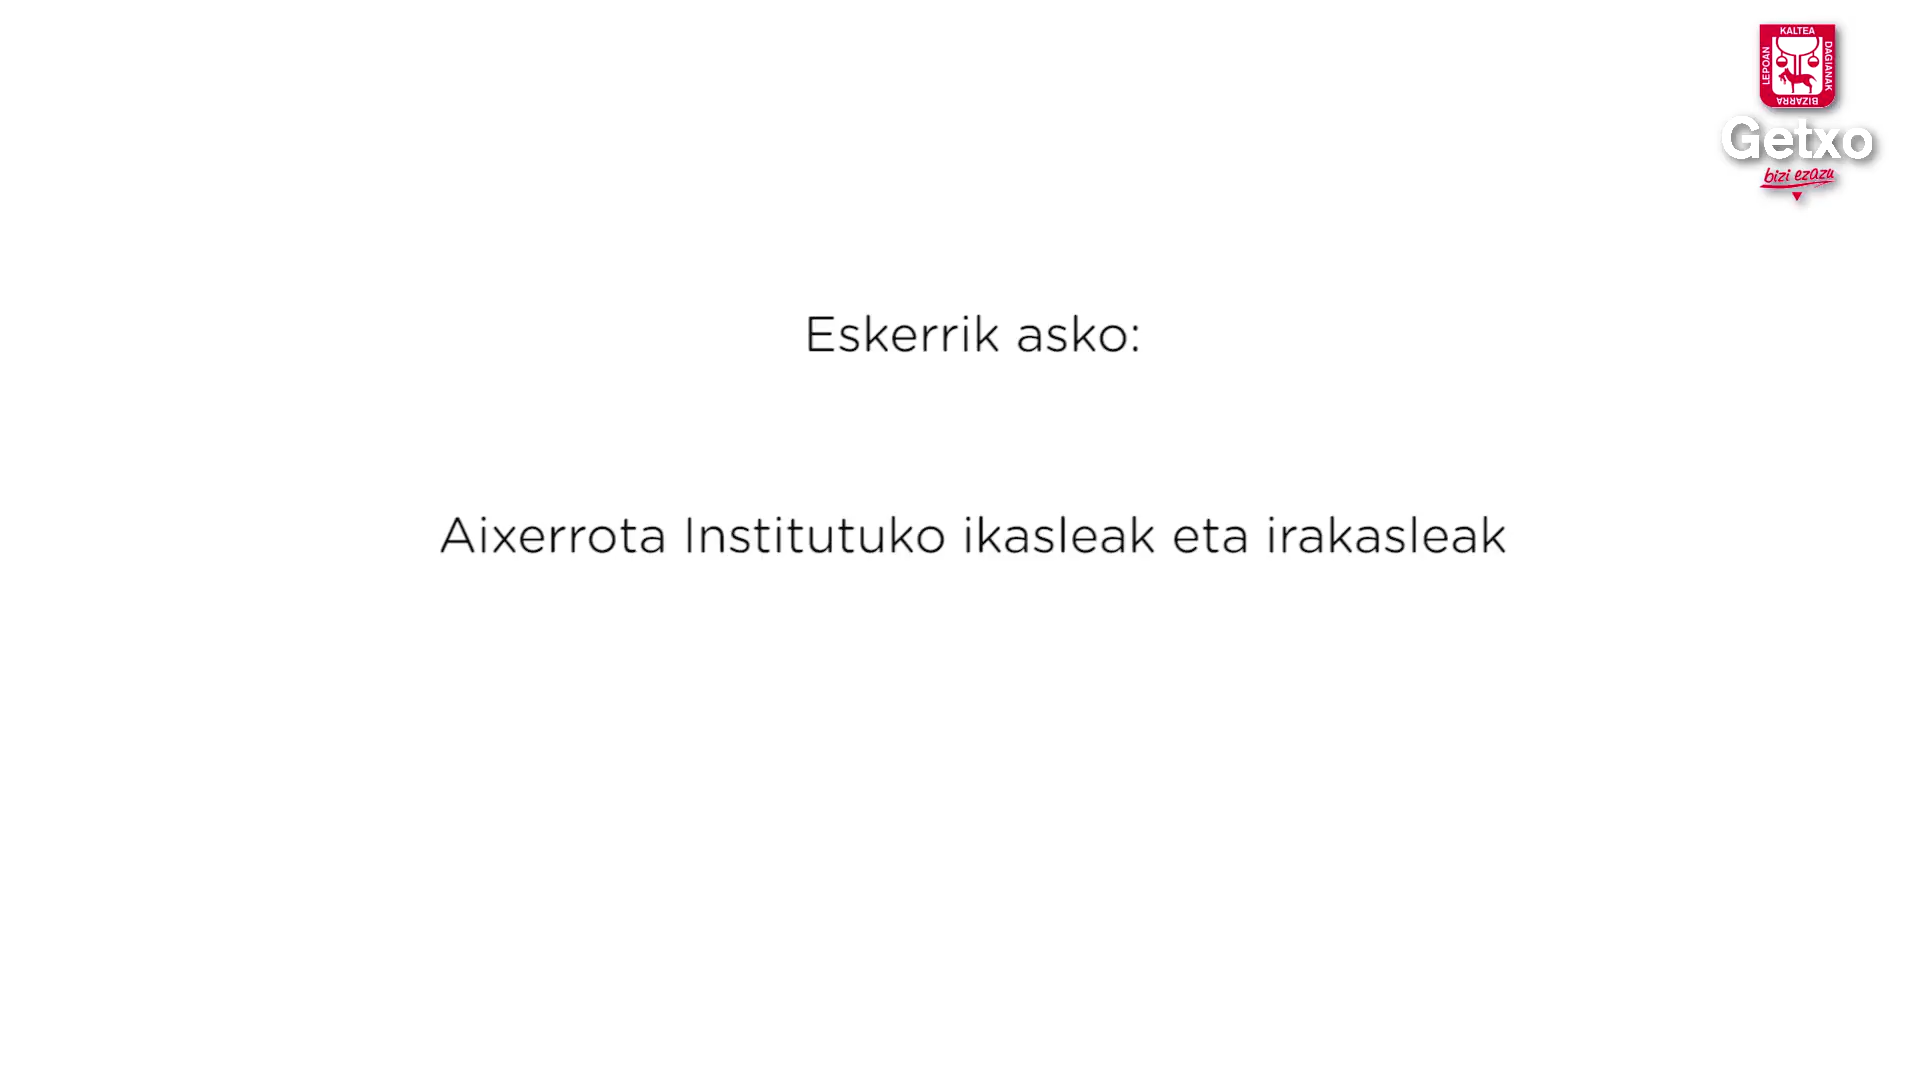 LEPOAN
KALTEA
DAGIANAK
BIZARRA
Getxo
bizi ezazu
Eskerrik asko:
Aixerrota Institutuko ikasleak eta irakasleak